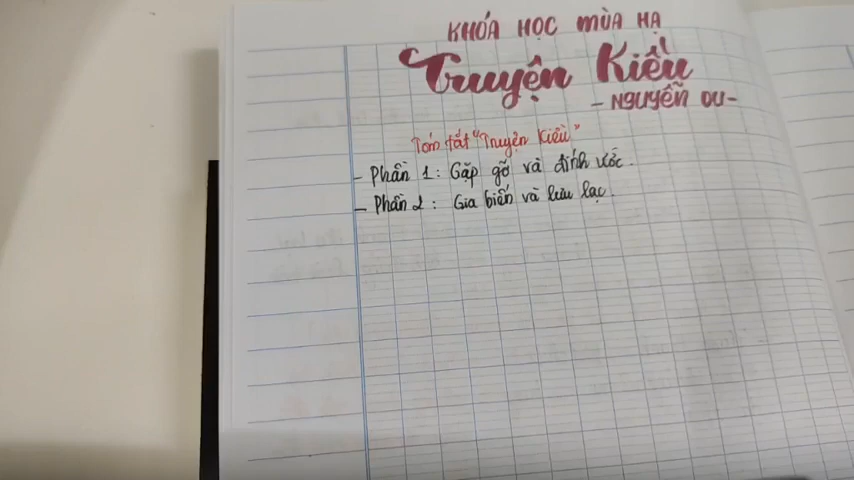 KHÓA HỌC MÙA HẠ
Truyện Kiều
- NGUYỄN DU -
Tóm tắt "Truyện Kiều"
- Phần 1: Gặp gỡ và đính ước.
- Phần 2: Gia biến và lưu lạc.